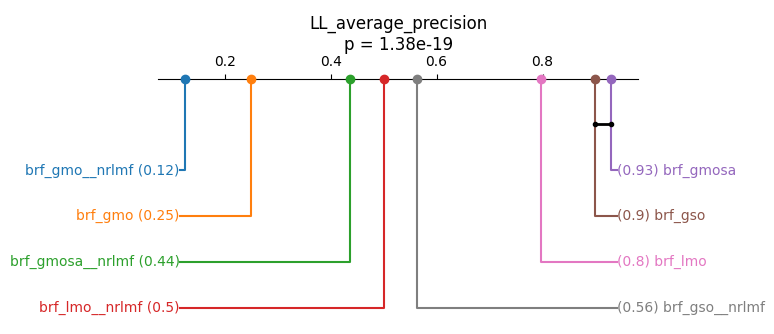 LL_average_precision
p = 1.38e-19
0.2 0.4 0.6 0.8
brf_gmo__nrlmf (0.12) (0.93) brf_gmosa
brf_gmo (0.25) (0.9) brf_gso
brf_gmosa__nrlmf (0.44) (0.8) brf_lmo
brf_lmo__nrlmf (0.5) (0.56) brf_gso__nrlmf